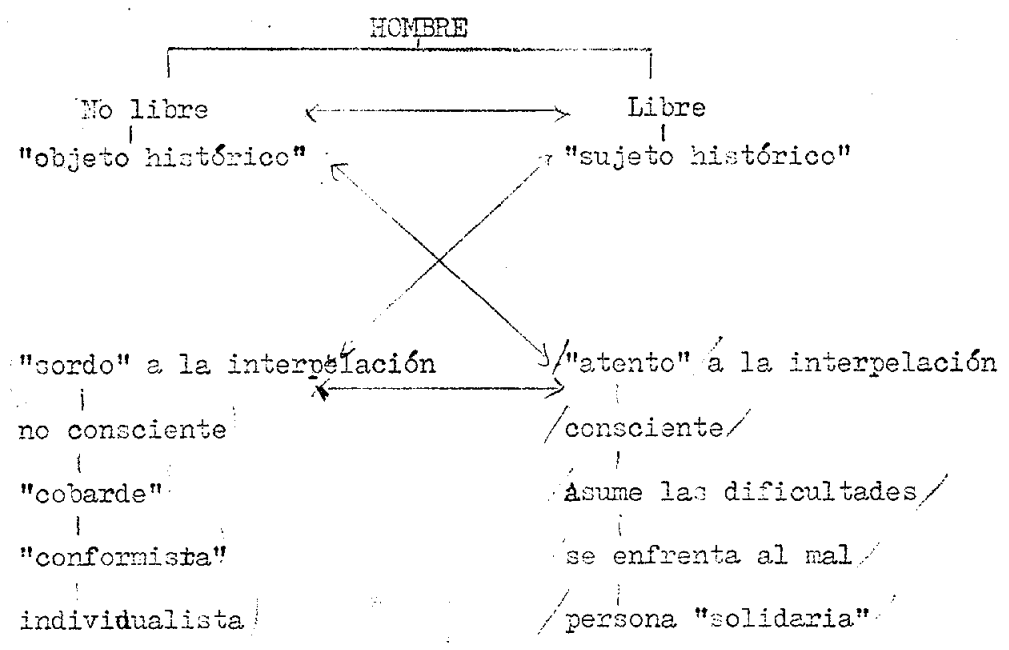 HOMBRE
No libre Libre
"objeto histórico" "sujeto histórico"
"sordo" a la interpelación /"atento"/ a la interpelación
no consciente /consciente/
"cobarde" /Asume las dificultades/
"conformista" /se enfrenta al mal/
individualista/ /persona "solidaria"/